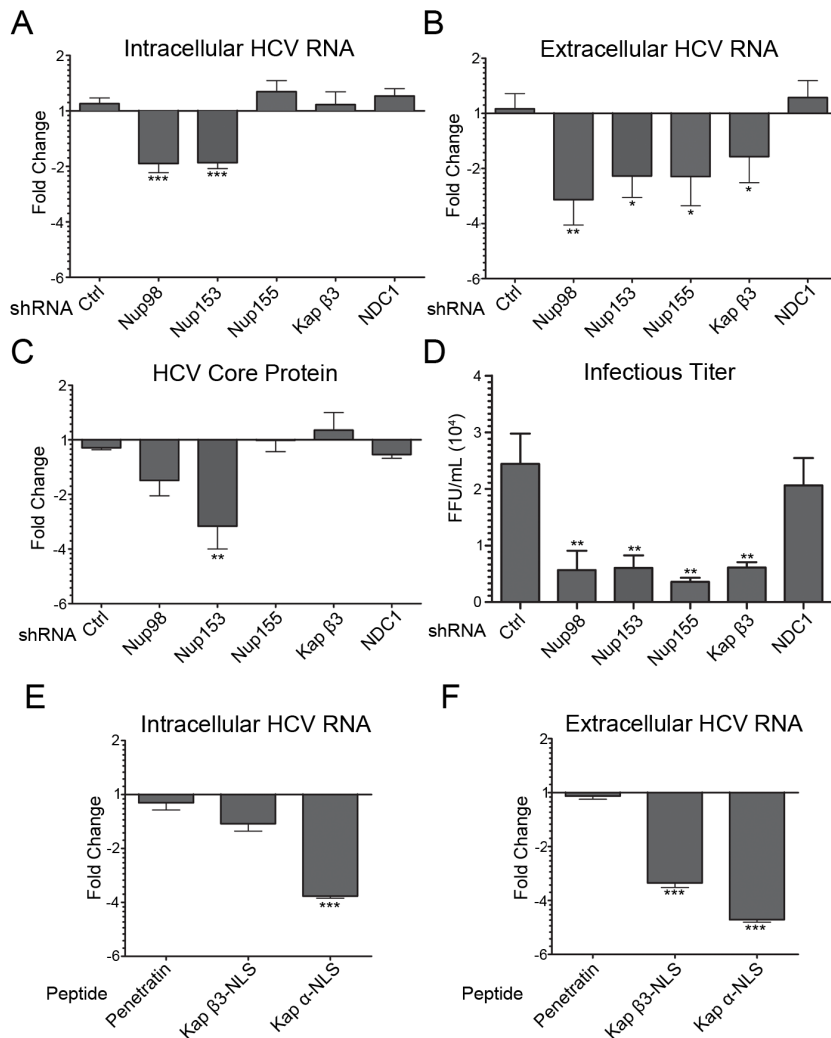 A
Intracellular HCV RNA
Fold Change
2
1
-2
-4
-6
***
***
shRNA
Ctrl
Nup98
Nup153
Nup155
Kap β3
NDC1
B
Extracellular HCV RNA
Fold Change
2
1
-2
-4
-6
**
*
*
*
shRNA
Ctrl
Nup98
Nup153
Nup155
Kap β3
NDC1
C
HCV Core Protein
Fold Change
2
1
-2
-4
-6
**
shRNA
Ctrl
Nup98
Nup153
Nup155
Kap β3
NDC1
D
Infectious Titer
FFU/mL (10⁴)
4
3
2
1
0
**
**
**
**
shRNA
Ctrl
Nup98
Nup153
Nup155
Kap β3
NDC1
E
Intracellular HCV RNA
Fold Change
2
1
-2
-4
-6
***
Peptide
Penetratin
Kap β3-NLS
Kap α-NLS
F
Extracellular HCV RNA
Fold Change
2
1
-2
-4
-6
***
***
Peptide
Penetratin
Kap β3-NLS
Kap α-NLS